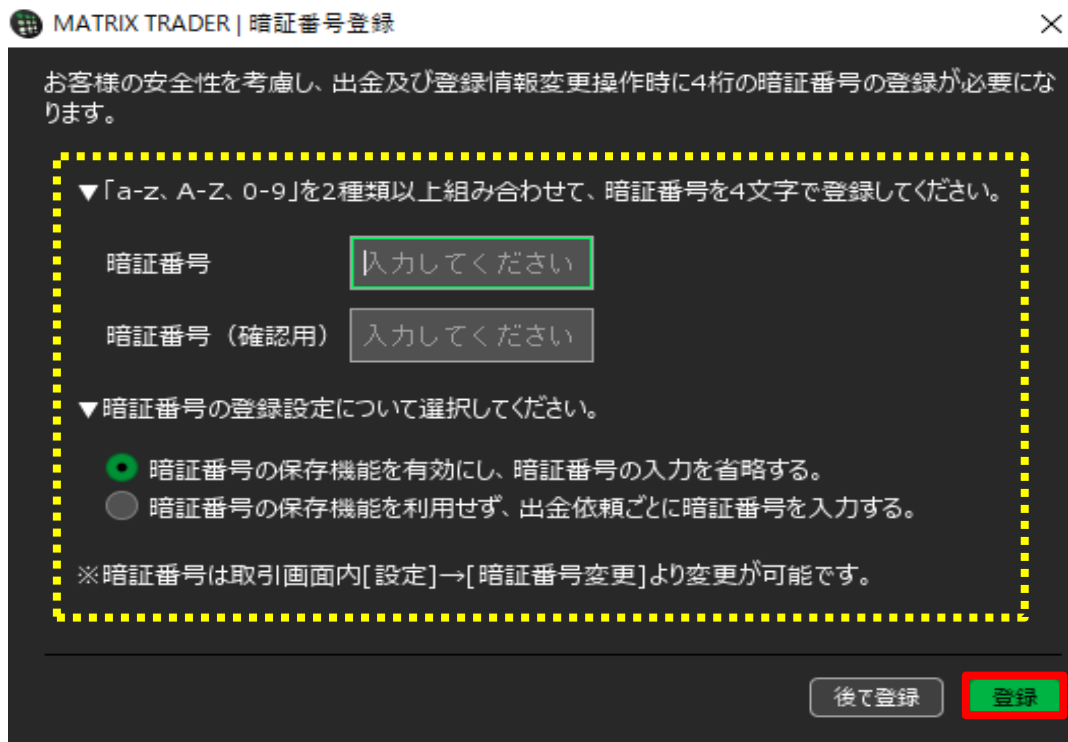 MATRIX TRADER | 暗証番号登録
お客様の安全性を考慮し、出金及び登録情報変更操作時に4桁の暗証番号の登録が必要にな
ります。
▼「a-z、A-Z、0-9」を2種類以上組み合わせて、暗証番号を4文字で登録してください。
暗証番号 入力してください
暗証番号（確認用） 入力してください
▼暗証番号の登録設定について選択してください。
暗証番号の保存機能を有効にし、暗証番号の入力を省略する。
暗証番号の保存機能を利用せず、出金依頼ごとに暗証番号を入力する。
※暗証番号は取引画面内[設定]→[暗証番号変更]より変更が可能です。
後で登録 登録